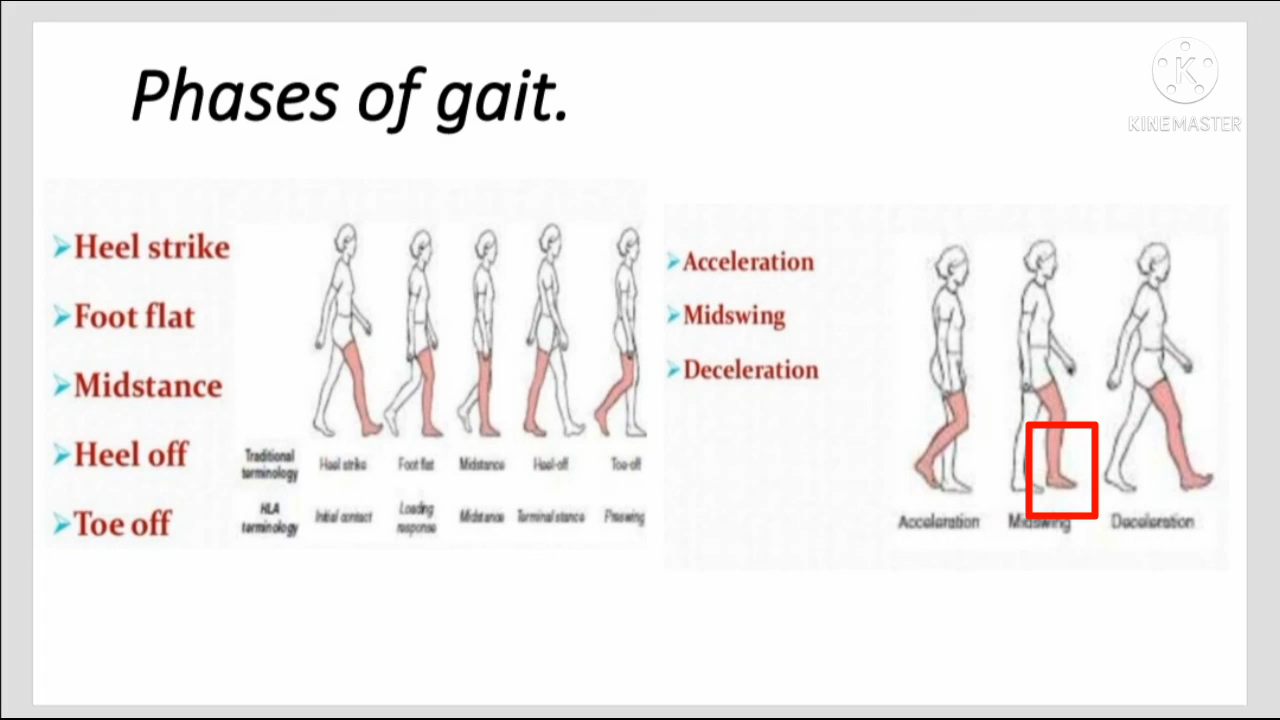 Phases of gait.
KINEMASTER
➢Heel strike
➢Foot flat
➢Midstance
➢Heel off
➢Toe off
Traditional terminology Heel strike Foot flat Midstance Heel-off Toe-off
HLA terminology Initial contact Loading response Midstance Terminal stance Preswing
➢Acceleration
➢Midswing
➢Deceleration
Acceleration Midswing Deceleration